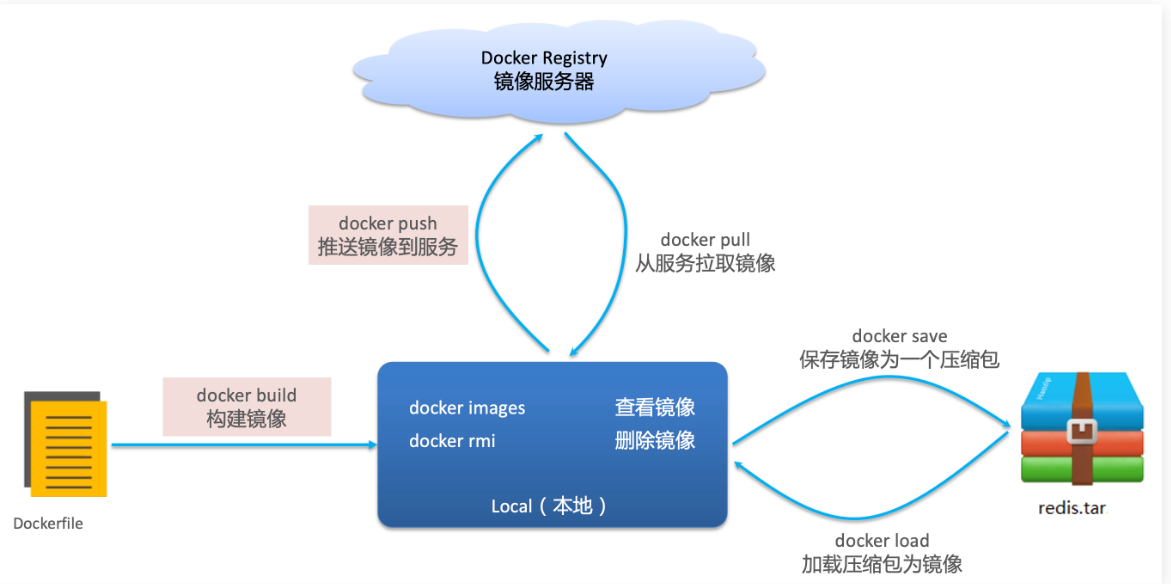 Docker Registry
镜像服务器
docker push
推送镜像到服务
docker pull
从服务拉取镜像
docker save
保存镜像为一个压缩包
docker build
构建镜像
docker images 查看镜像
docker rmi 删除镜像
Local（本地）
Haozip
redis.tar
Dockerfile
docker load
加载压缩包为镜像